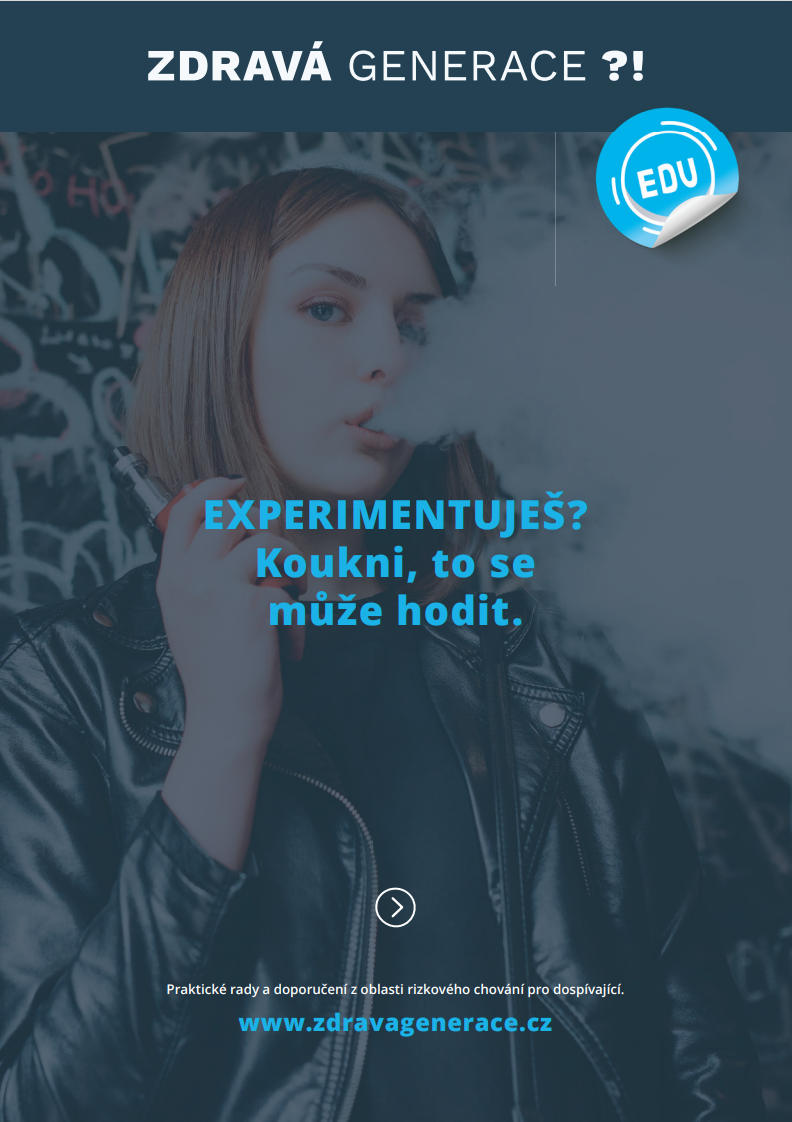 ZDRAVÁ GENERACE ?!
EDU
EXPERIMENTUJEŠ?
Koukni, to se
může hodit.
Praktické rady a doporučení z oblasti rizkového chování pro dospívající.
www.zdravagenerace.cz